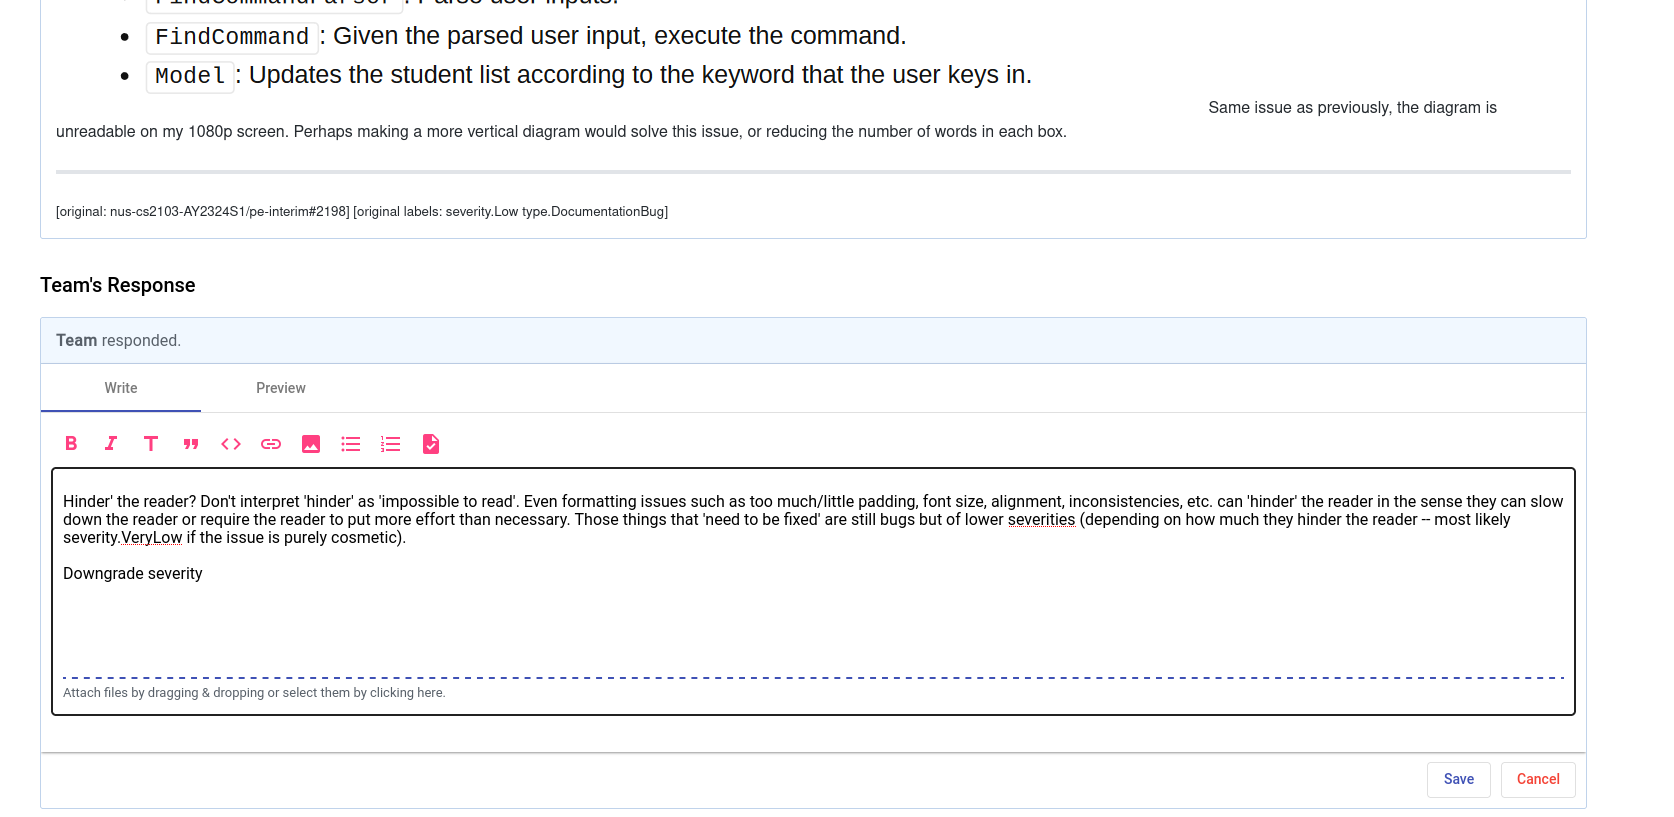 FindCommandParser: Parse user inputs.
FindCommand: Given the parsed user input, execute the command.
Model: Updates the student list according to the keyword that the user keys in.
Same issue as previously, the diagram is
unreadable on my 1080p screen. Perhaps making a more vertical diagram would solve this issue, or reducing the number of words in each box.
[original: nus-cs2103-AY2324S1/pe-interim#2198] [original labels: severity.Low type.DocumentationBug]
Team's Response
Team responded.
Write Preview
Hinder' the reader? Don't interpret 'hinder' as 'impossible to read'. Even formatting issues such as too much/little padding, font size, alignment, inconsistencies, etc. can 'hinder' the reader in the sense they can slow
down the reader or require the reader to put more effort than necessary. Those things that 'need to be fixed' are still bugs but of lower severities (depending on how much they hinder the reader -- most likely
severity.VeryLow if the issue is purely cosmetic).
Downgrade severity
Attach files by dragging & dropping or select them by clicking here.
Save Cancel